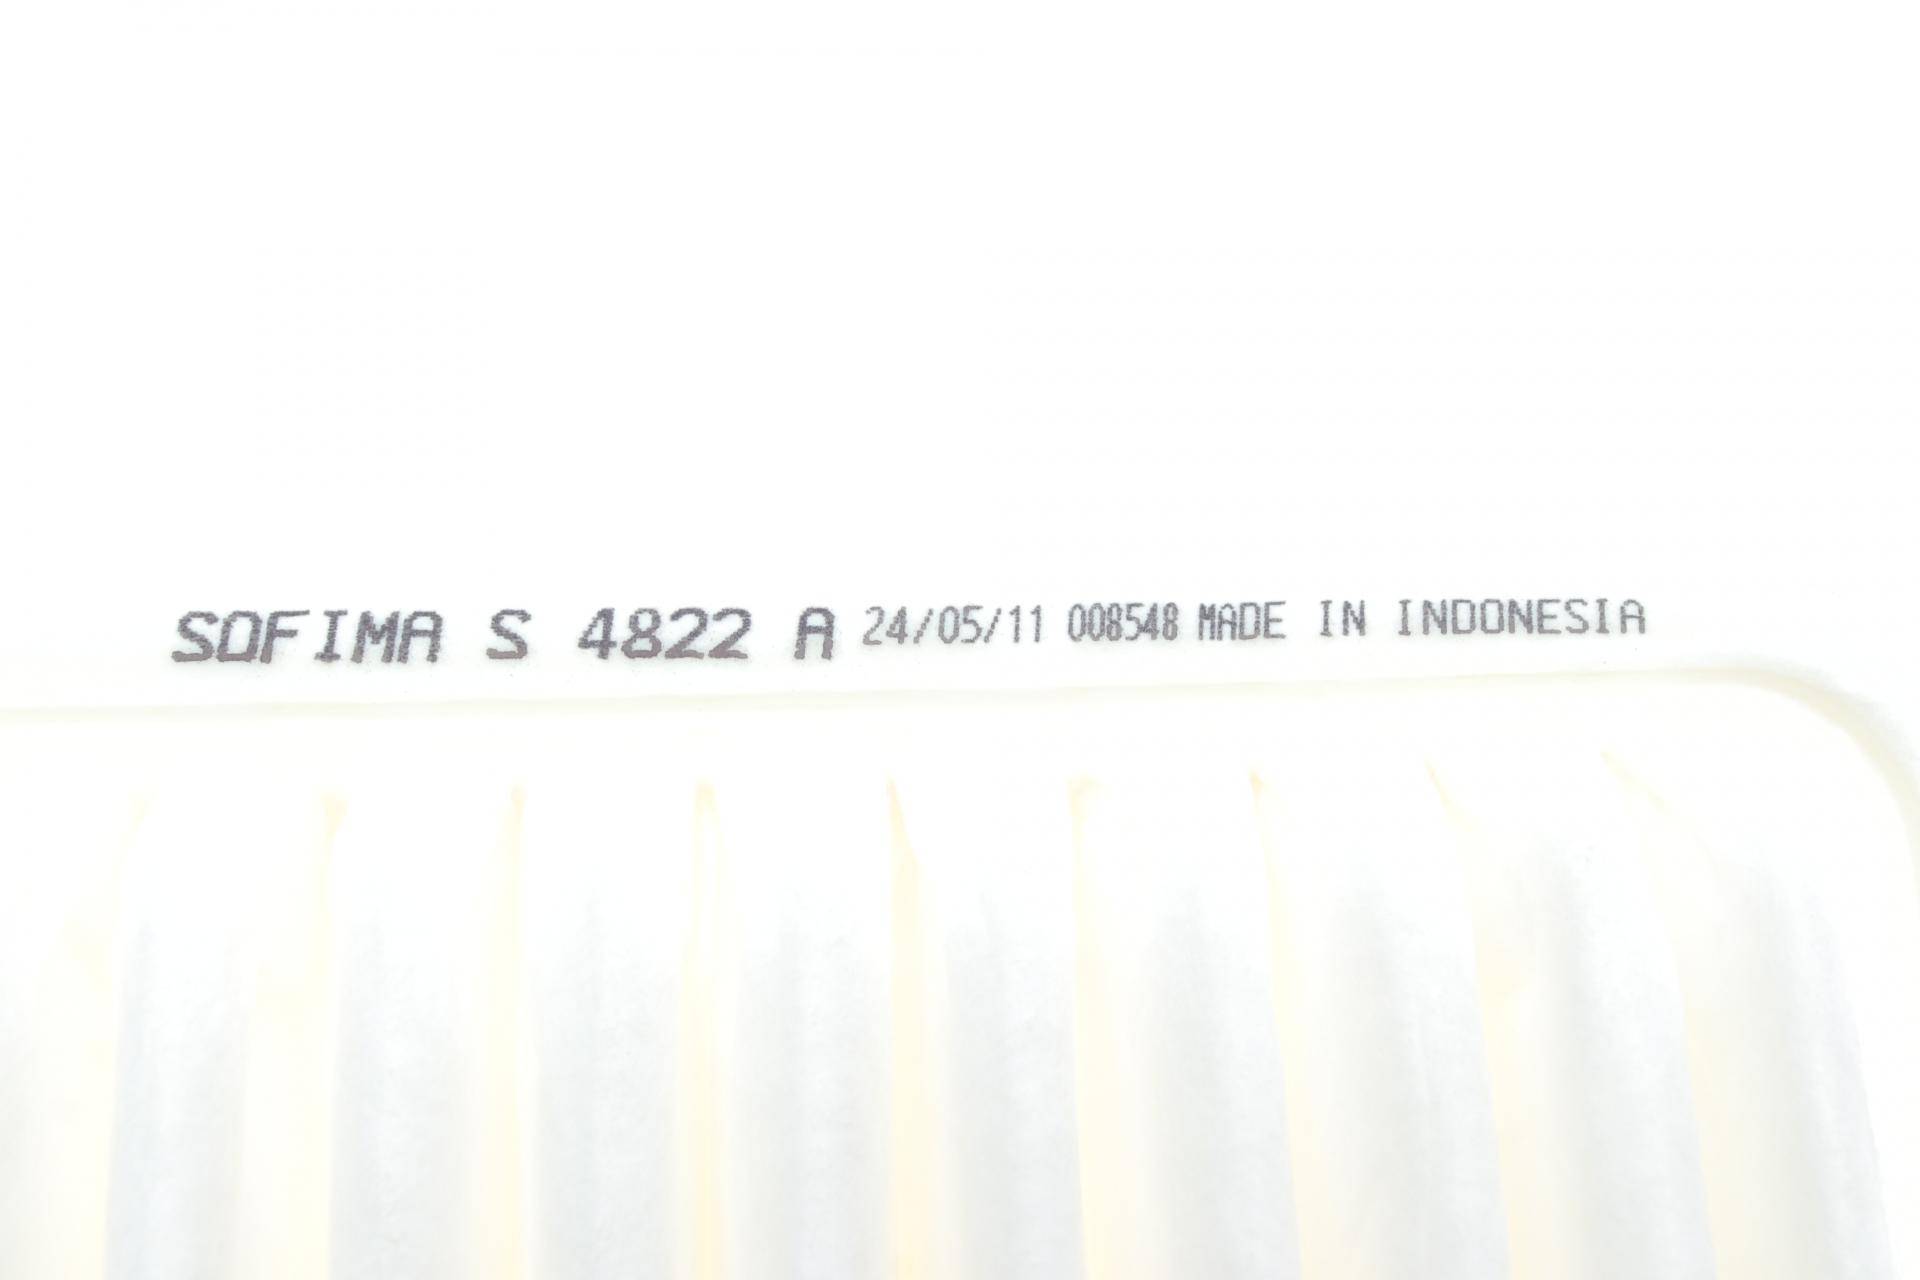 SOFIMA S 4822 A 24/05/11 008548 MADE IN INDONESIA